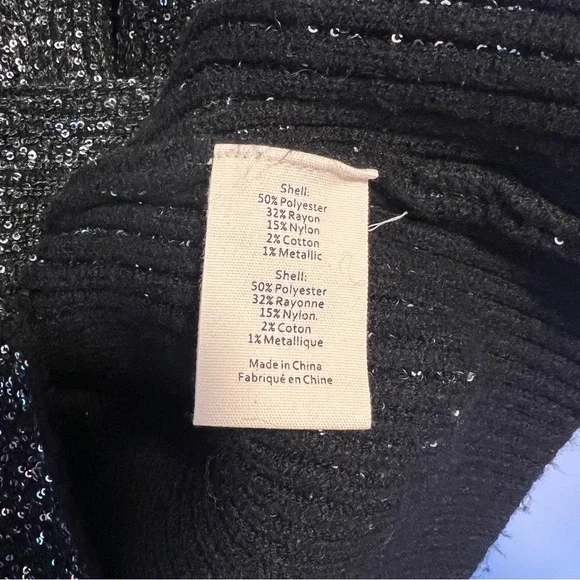 Shell:
50% Polyester
32% Rayon
15% Nylon
2% Cotton
1% Metallic
Shell:
50% Polyester
32% Rayonne
15% Nylon.
2% Coton
1% Metallique
Made in China
Fabriqué en Chine